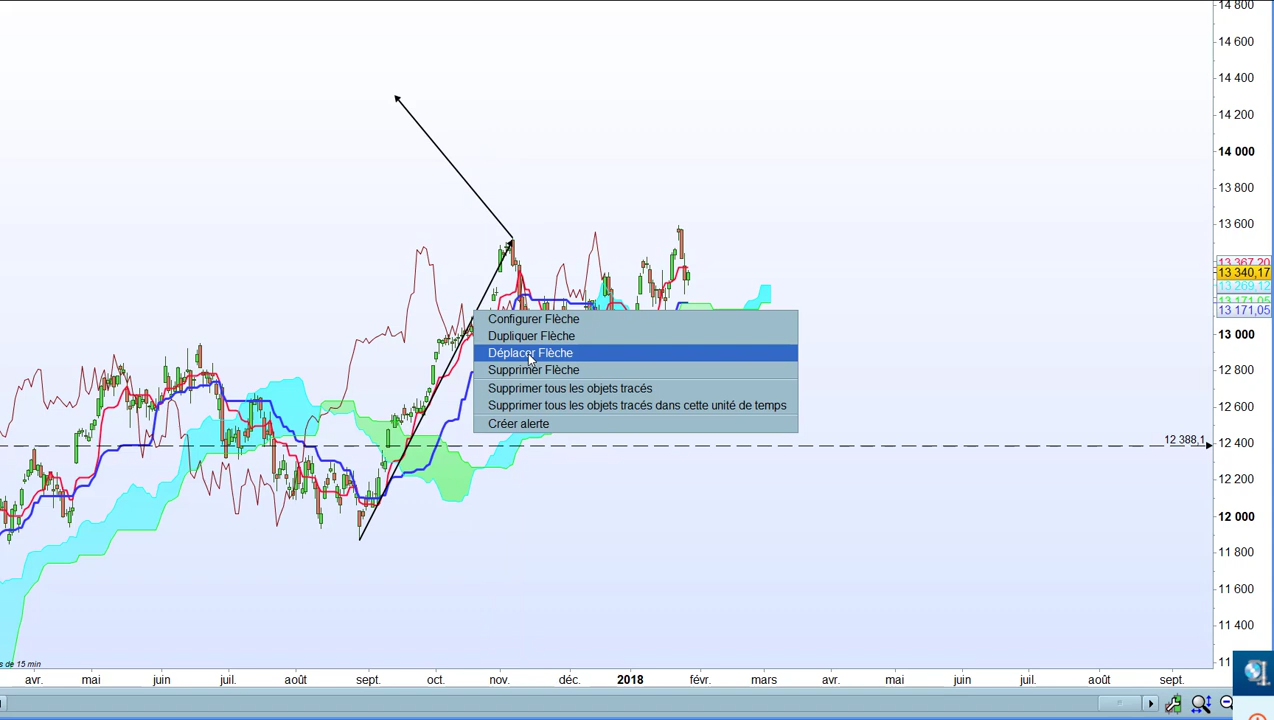 14 800
14 600
14 400
14 200
14 000
13 800
13 600
13 367,20
13 340,17
13 269,12
13 171,05
13 171,05
13 000
12 800
12 600
12 400
12 200
12 000
11 800
11 600
11 400
Configurer Flèche
Dupliquer Flèche
Déplacer Flèche
Supprimer Flèche
Supprimer tous les objets tracés
Supprimer tous les objets tracés dans cette unité de temps
Créer alerte
12 388,1
s de 15 min
avr. mai juin juil. août sept. oct. nov. déc. 2018 févr. mars avr. mai juin juil. août sept.